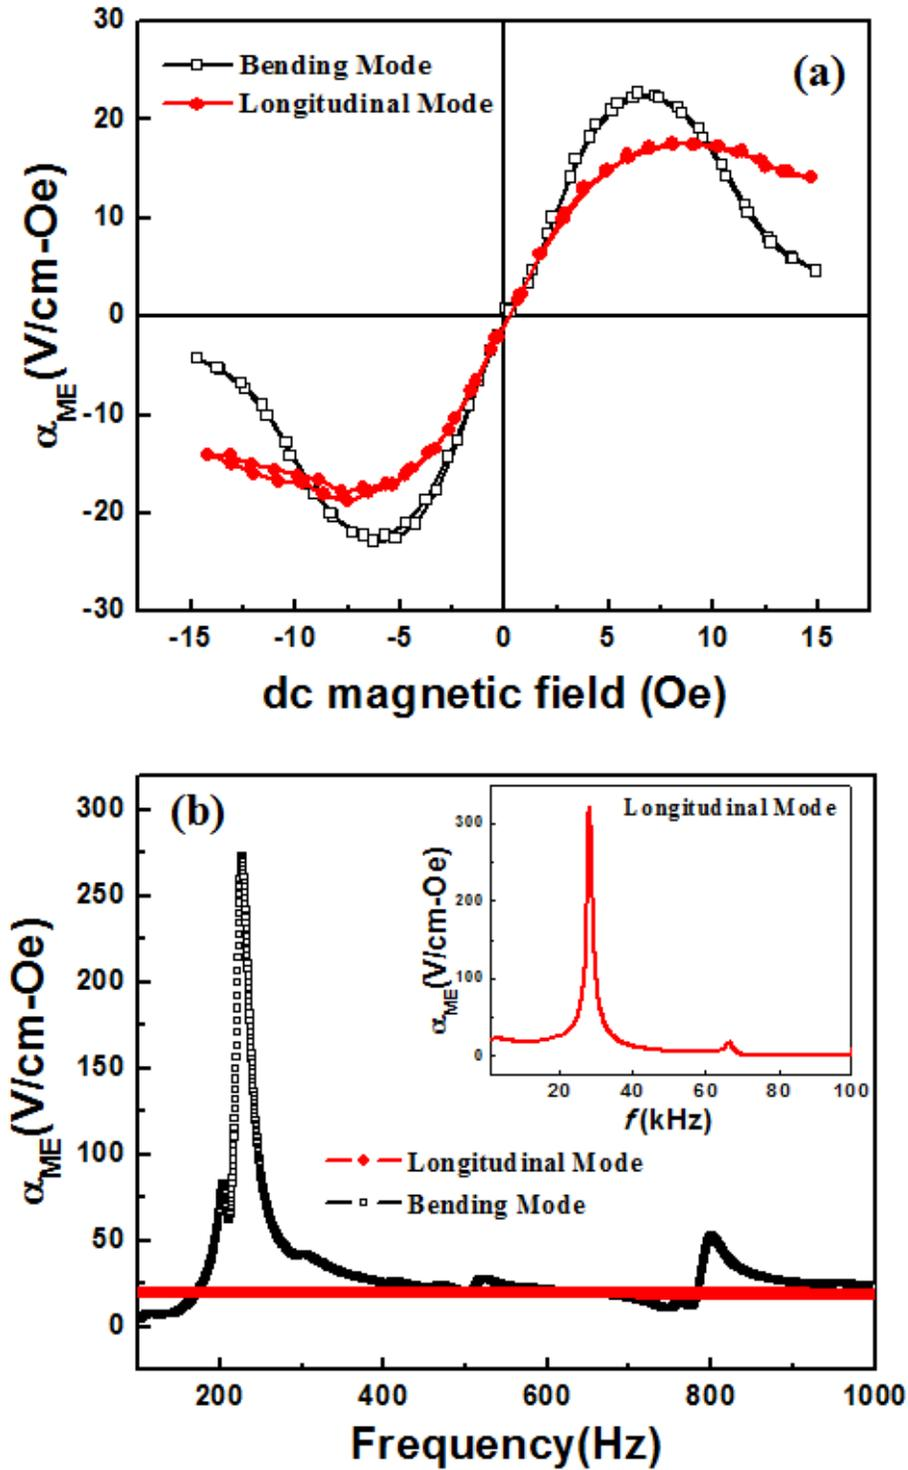 (a)
Bending Mode
Longitudinal Mode
30
20
10
0
-10
-20
-30
α_ME(V/cm-Oe)
-15 -10 -5 0 5 10 15
dc magnetic field (Oe)
(b)
300
250
200
150
100
50
0
α_ME(V/cm-Oe)
Longitudinal Mode
300
200
100
0
α_ME(V/cm-Oe)
20 40 60 80 100
f(kHz)
Longitudinal Mode
Bending Mode
200 400 600 800 1000
Frequency(Hz)